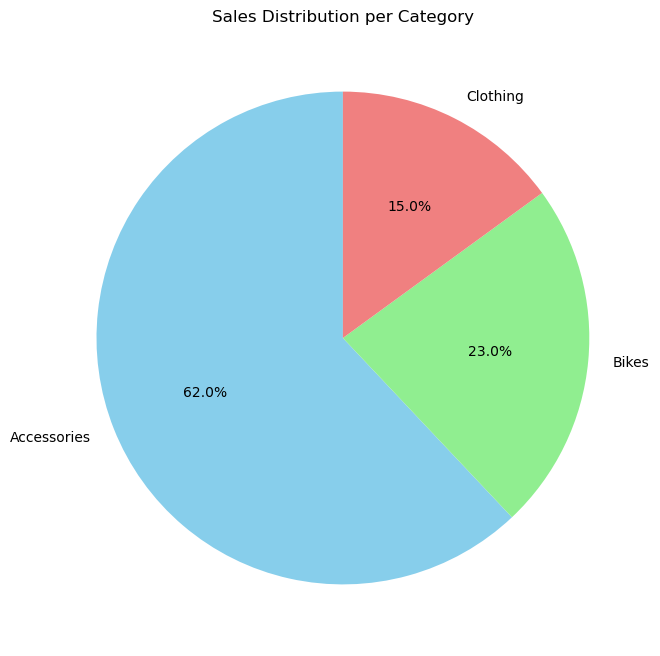 Sales Distribution per Category
Clothing
15.0%
23.0%
Bikes
62.0%
Accessories